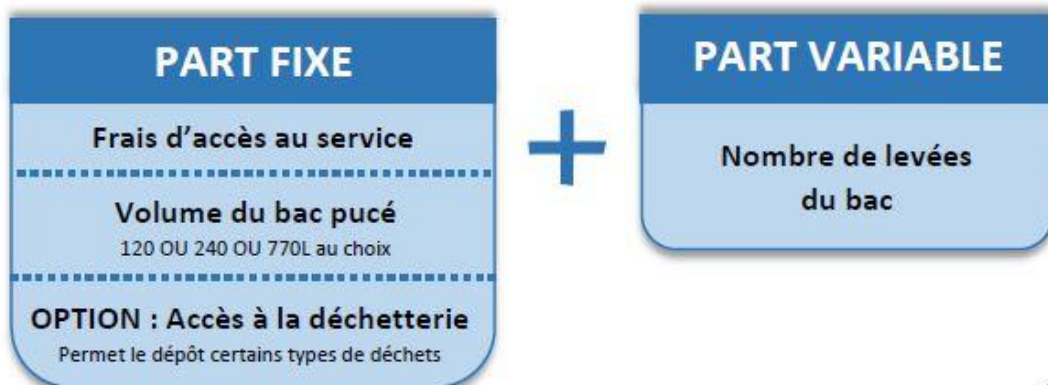 PART FIXE
Frais d'accès au service
Volume du bac pucé
120 OU 240 OU 770L au choix
OPTION : Accès à la déchetterie
Permet le dépôt certains types de déchets
+
PART VARIABLE
Nombre de levées
du bac